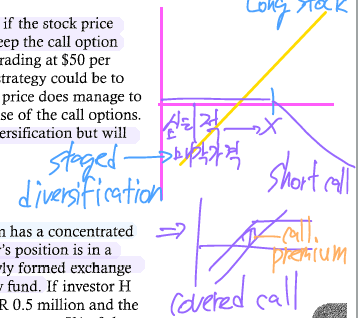 Long stock
if the stock price
eep the call option
rading at $50 per
strategy could be to
price does manage to
se of the call options.
ersification but will
심리적 → X
매각가격
staged
diversification
short call
n has a concentrated
r's position is in a
vly formed exchange
y fund. If investor H
R 0.5 million and the
⇒
call premium
covered call